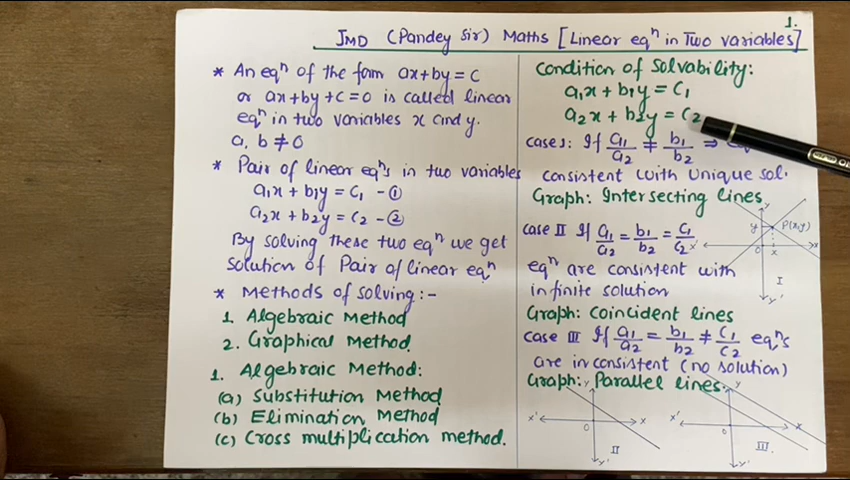 1.
JMD (Pandey Sir) Maths [Linear eqⁿ in Two variables]
* An eqⁿ of the form ax+by=c
or ax+by+c=0 is called linear
eqⁿ in two variables x and y.
a, b ≠ 0
* Pair of linear eqⁿs in two variables
a₁x + b₁y = c₁ – ①
a₂x + b₂y = c₂ – ②
By solving these two eqⁿ we get
solution of Pair of linear eqⁿ
* Methods of solving:-
1. Algebraic Method
2. Graphical Method.
1. Algebraic Method:
(a) Substitution Method
(b) Elimination Method
(c) Cross multiplication method.
Condition of Solvability:
a₁x + b₁y = c₁
a₂x + b₂y = c₂
case I: If a₁/a₂ ≠ b₁/b₂ ⇒
consistent with Unique sol.
Graph: Intersecting lines
case II If a₁/a₂ = b₁/b₂ = c₁/c₂
eqⁿ are consistent with
infinite solution
Graph: Coincident lines
case III If a₁/a₂ = b₁/b₂ ≠ c₁/c₂ eqⁿs
are in consistent (no solution)
Graph: Parallel lines.
y
y P(x,y)
x' O x x
y' I
y
x' O x
y' II
y
x' O x
y' III.